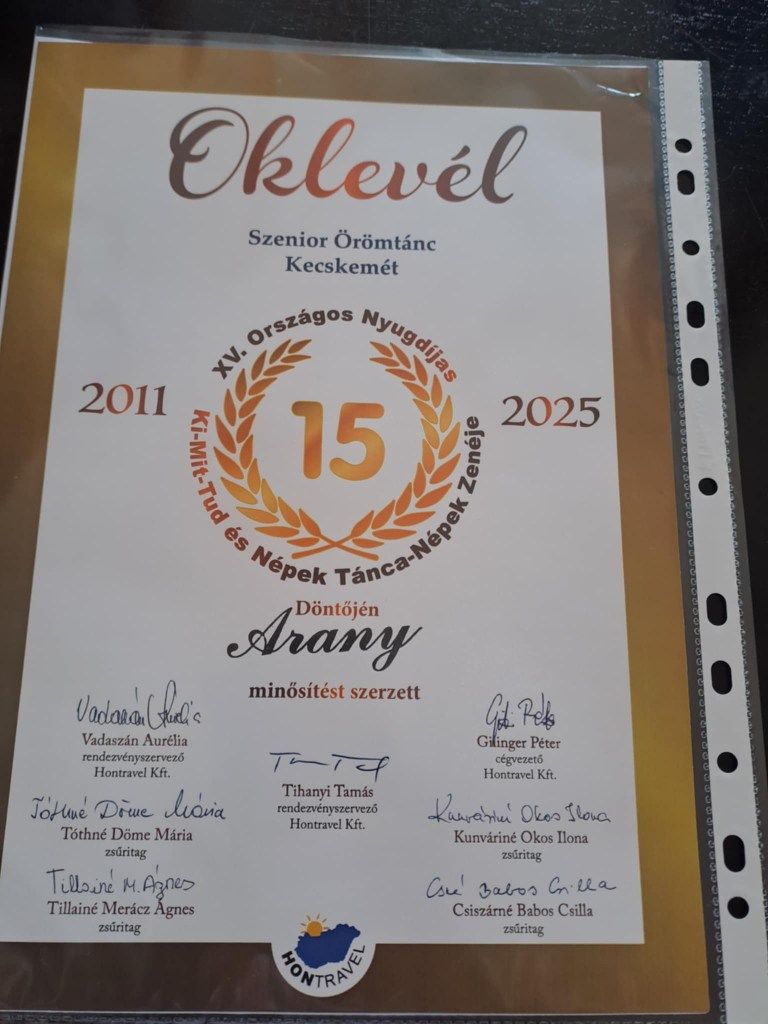 Oklevél
Szenior Örömtánc
Kecskemét
XV. Országos Nyugdíjas
2011
15
2025
Ki-Mit-Tud és Népek Tánca-Népek Zenéje
Döntőjén
Arany
minősítést szerzett
Vadaszán Aurélia
rendezvényszervező
Hontravel Kft.
Tihanyi Tamás
rendezvényszervező
Hontravel Kft.
Péter
cégvezető
Hontravel Kft.
Tóthné Döme Mária
Tóthné Döme Mária
zsűritag
Kunváriné Okos Ilona
Kunváriné Okos Ilona
zsűritag
Tillainé M. Ágnes
Tillainé Merácz Ágnes
zsűritag
Csné Babos Csilla
Csiszárné Babos Csilla
zsűritag
HONTRAVEL